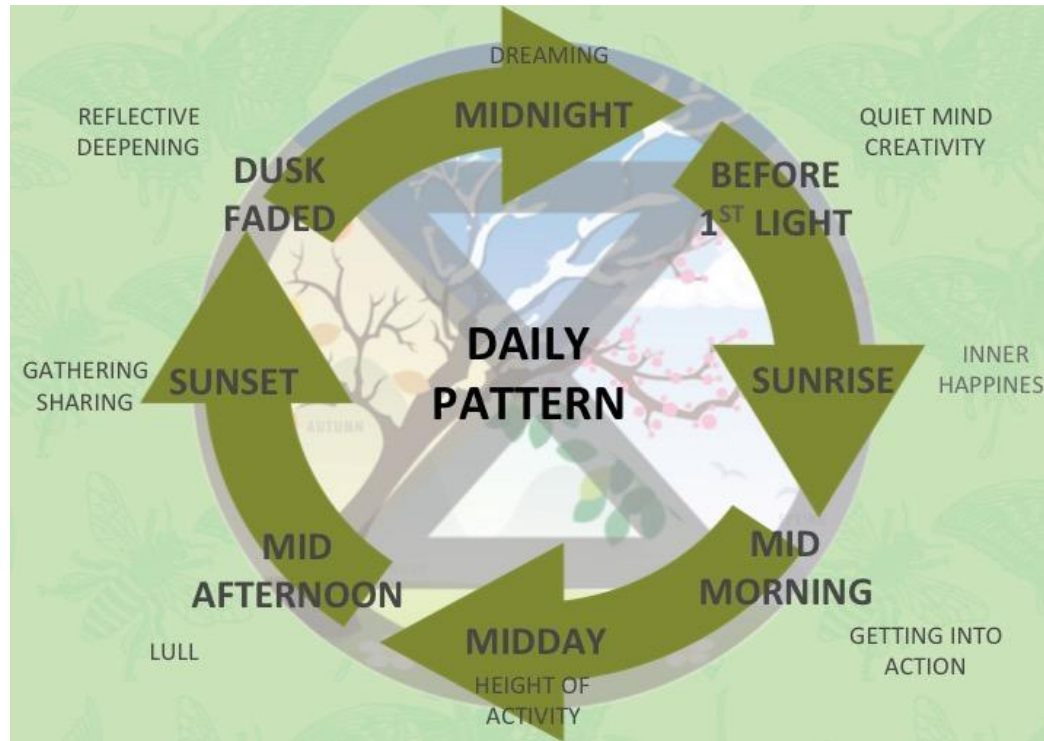 DREAMING
MIDNIGHT
QUIET MIND
CREATIVITY
BEFORE
1ST LIGHT
INNER
HAPPINES
SUNRISE
MID
MORNING
GETTING INTO
ACTION
MIDDAY
HEIGHT OF
ACTIVITY
MID
AFTERNOON
LULL
SUNSET
GATHERING
SHARING
DUSK
FADED
REFLECTIVE
DEEPENING
DAILY
PATTERN
AUTUMN